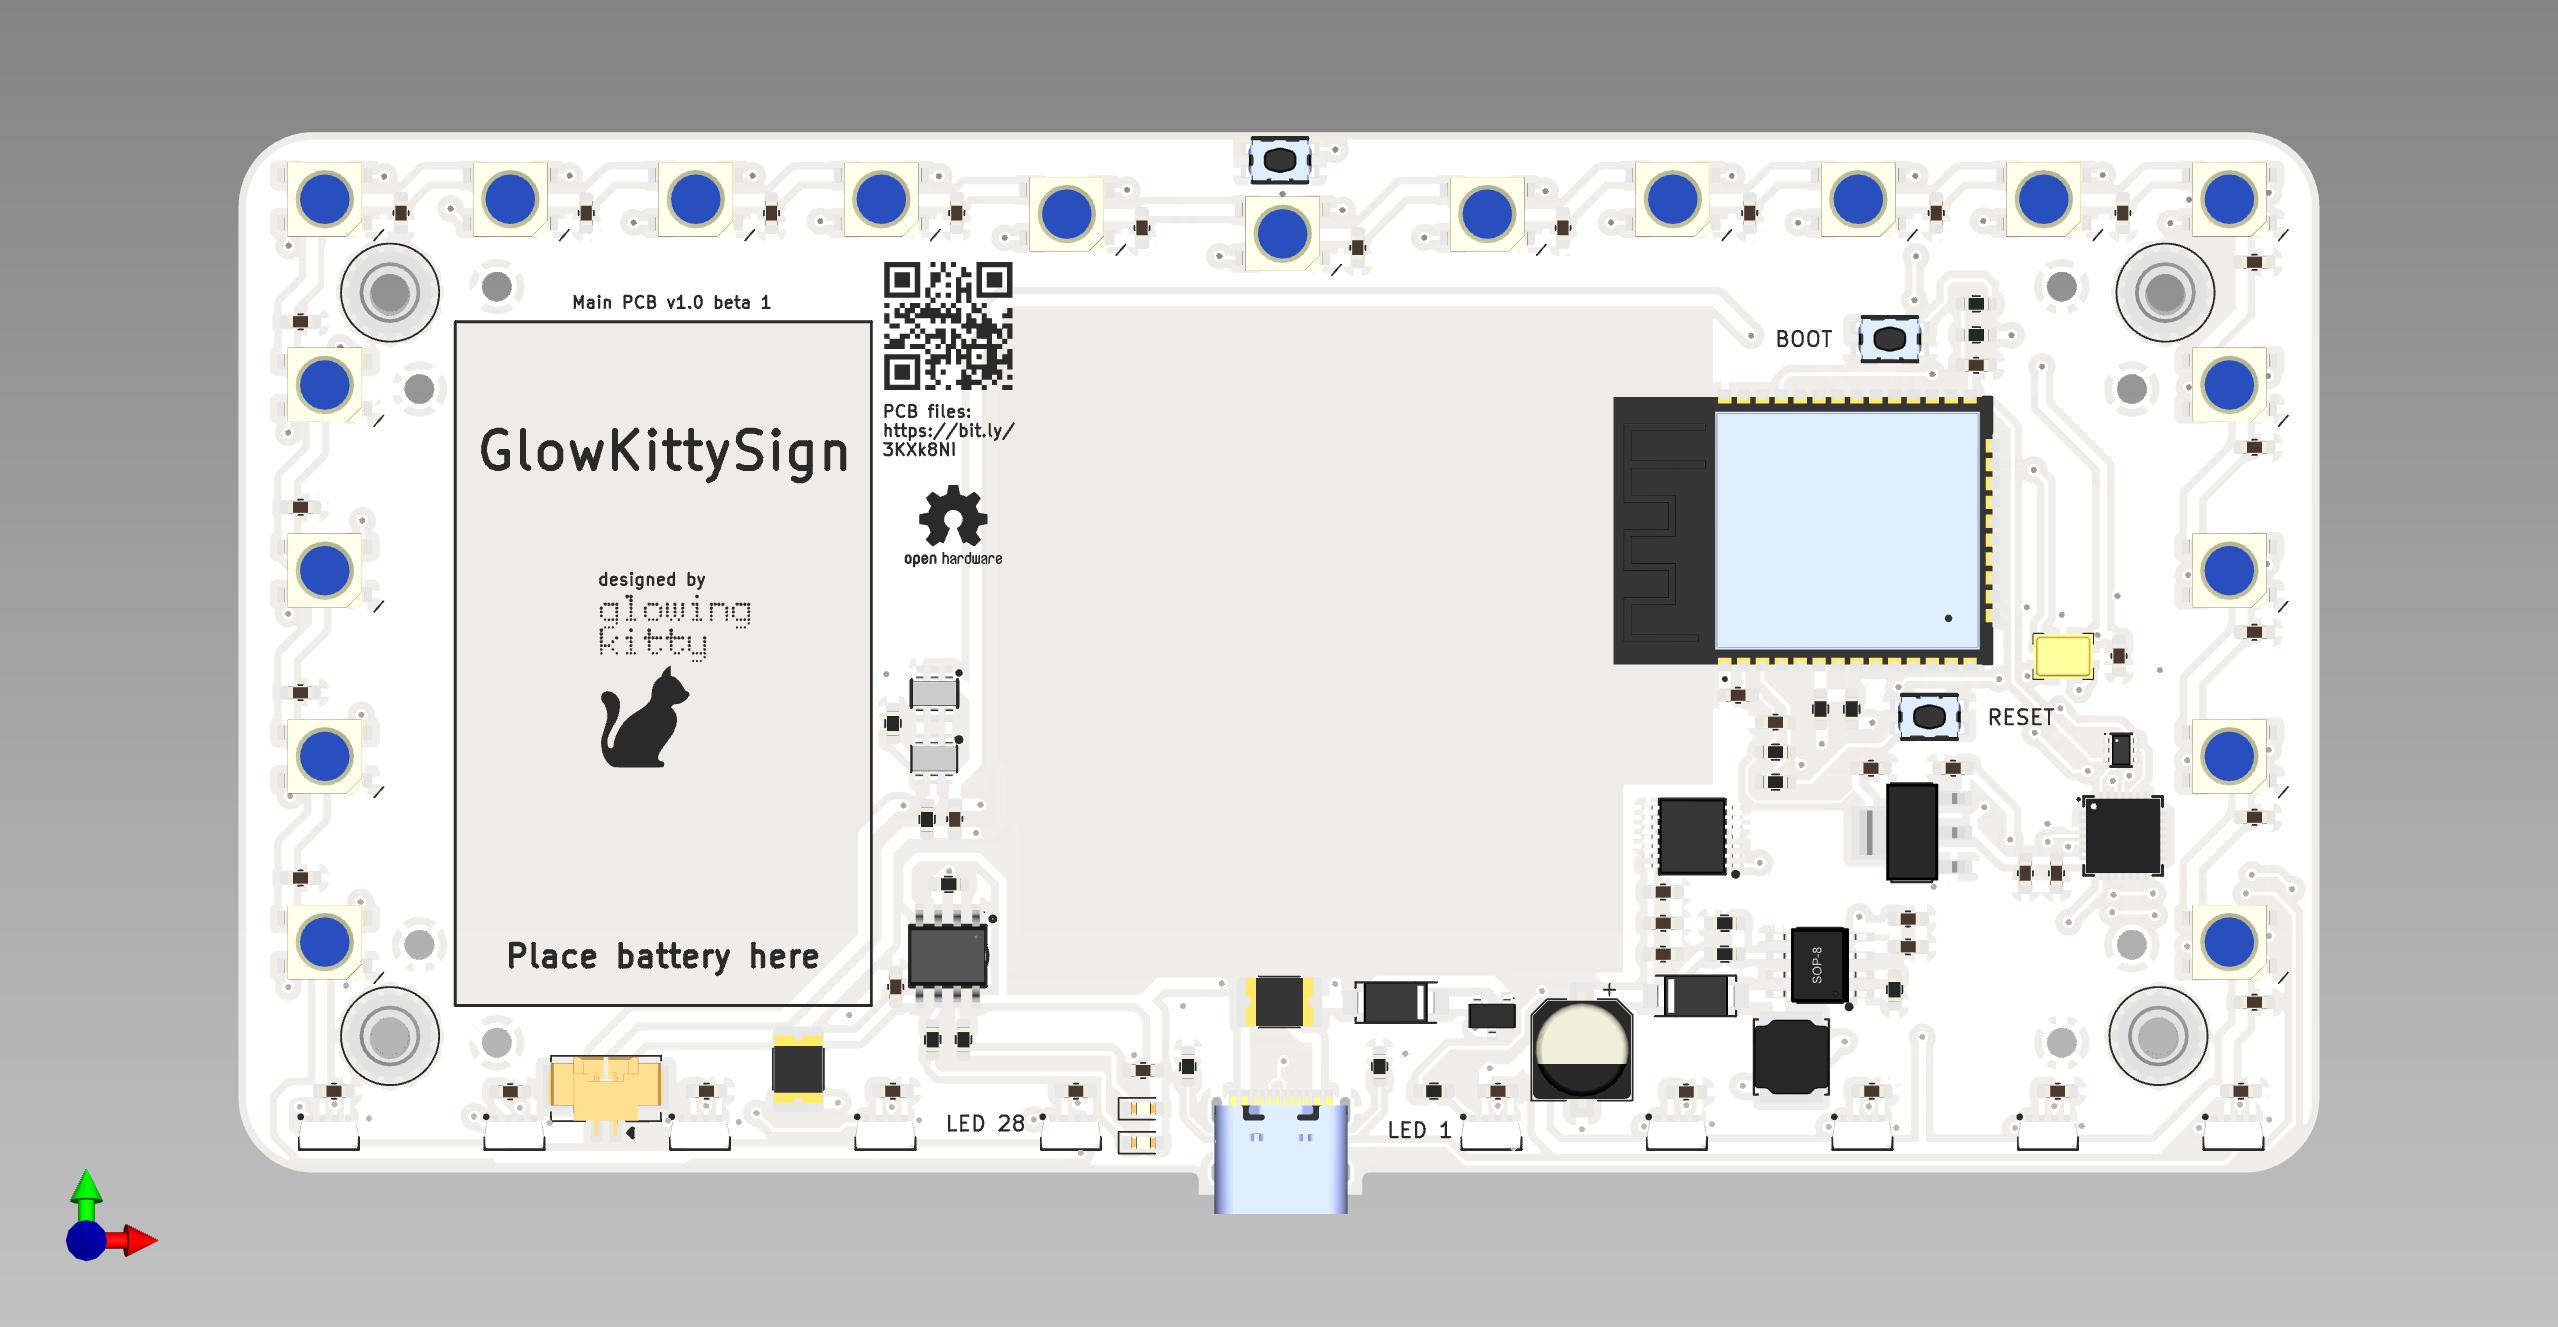 Main PCB v1.0 beta 1
GlowKittySign
designed by
glowing
kitty
Place battery here
PCB files:
https://bit.ly/
3KXk8NI
open hardware
BOOT
RESET
SOP-8
+
LED 28
LED 1